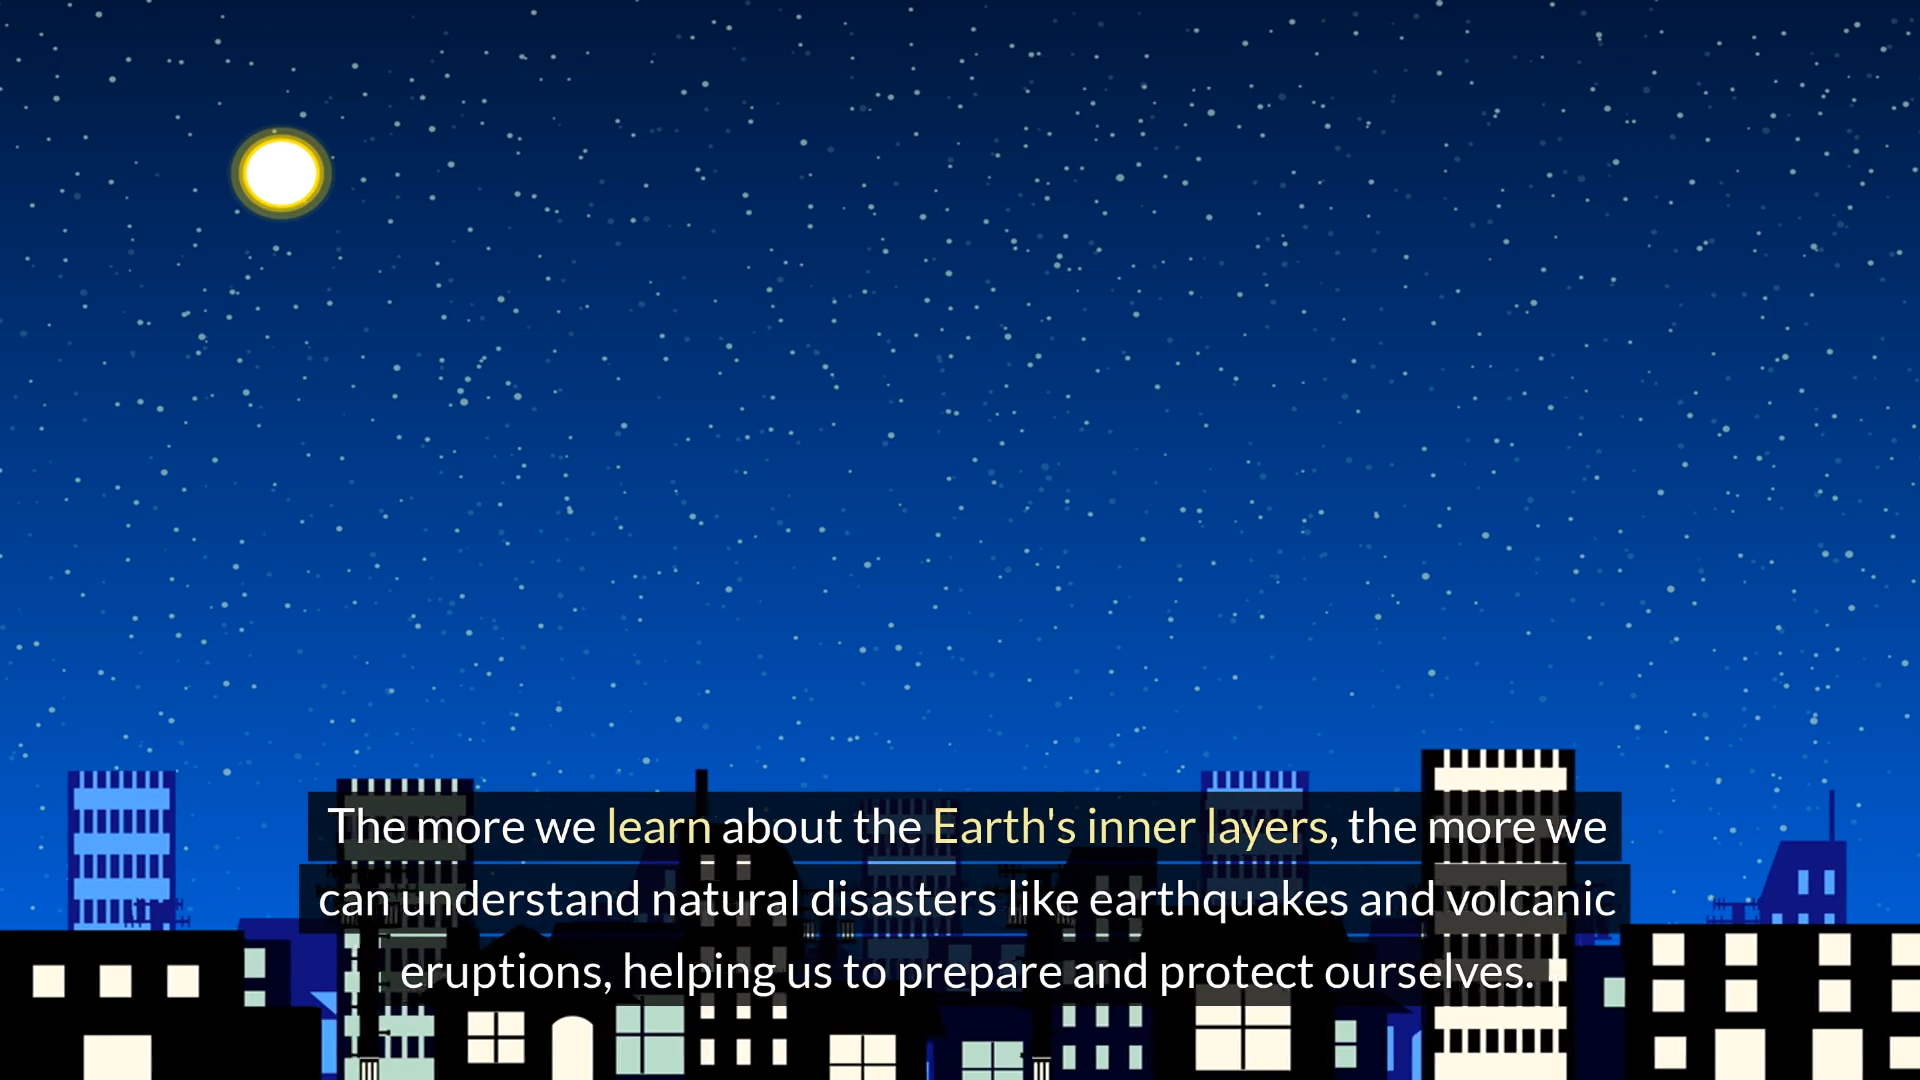 The more we learn about the Earth's inner layers, the more we
can understand natural disasters like earthquakes and volcanic
eruptions, helping us to prepare and protect ourselves.